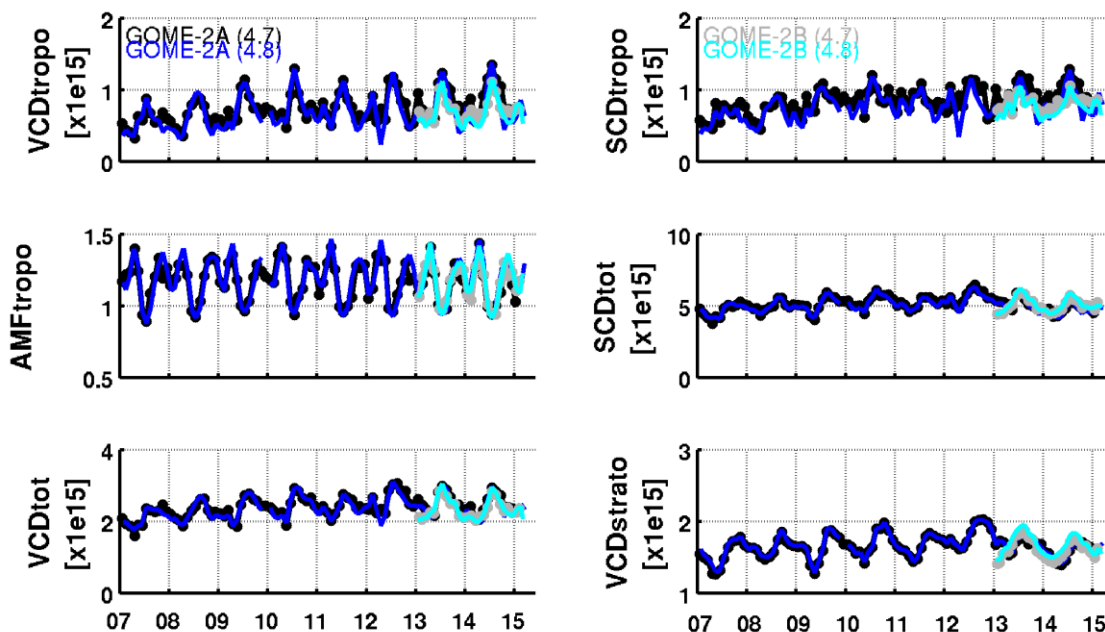 VCDtropo
[x1e15]
2
1
0
GOME-2A (4.7)
GOME-2A (4.8)
SCDtropo
[x1e15]
2
1
0
GOME-2B (4.7)
GOME-2B (4.8)
AMFtropo
1.5
1
0.5
SCDtot
[x1e15]
10
5
0
VCDtot
[x1e15]
4
2
0
07 08 09 10 11 12 13 14 15
VCDstrato
[x1e15]
3
2
1
07 08 09 10 11 12 13 14 15